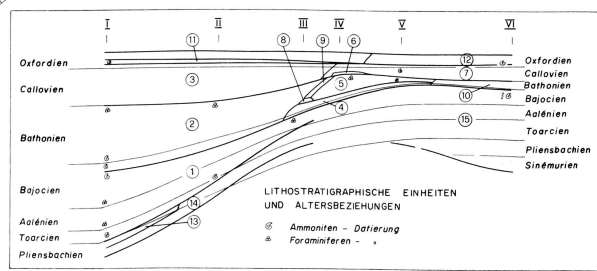 I II III IV V VI
11 8 9 6
Oxfordien 12 Oxfordien
3 5 7 Callovien
Callovien Bathonien
4 10 Bajocien
2 Aalénien
Bathonien 15 Toarcien
Pliensbachien
1 Sinémurien
Bajocien
LITHOSTRATIGRAPHISCHE EINHEITEN
UND ALTERSBEZIEHUNGEN
14
Aalénien Ammoniten - Datierung
13
Toarcien Foraminiferen - "
Pliensbachien